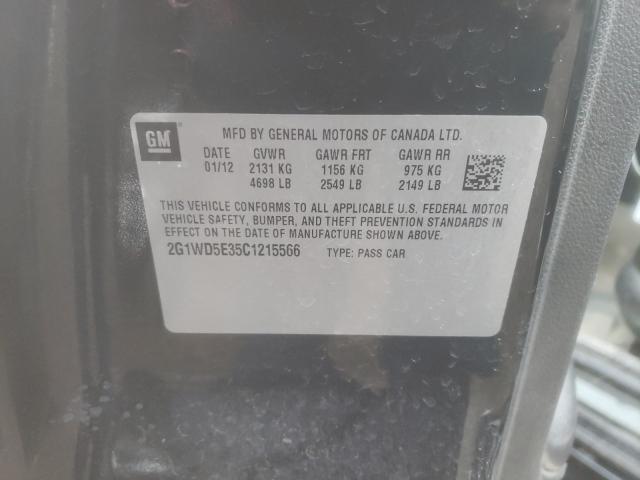 GM
MFD BY GENERAL MOTORS OF CANADA LTD.
DATE GVWR GAWR FRT GAWR RR
01/12 2131 KG 1156 KG 975 KG
4698 LB 2549 LB 2149 LB
THIS VEHICLE CONFORMS TO ALL APPLICABLE U.S. FEDERAL MOTOR
VEHICLE SAFETY, BUMPER, AND THEFT PREVENTION STANDARDS IN
EFFECT ON THE DATE OF MANUFACTURE SHOWN ABOVE.
2G1WD5E35C1215566 TYPE: PASS CAR